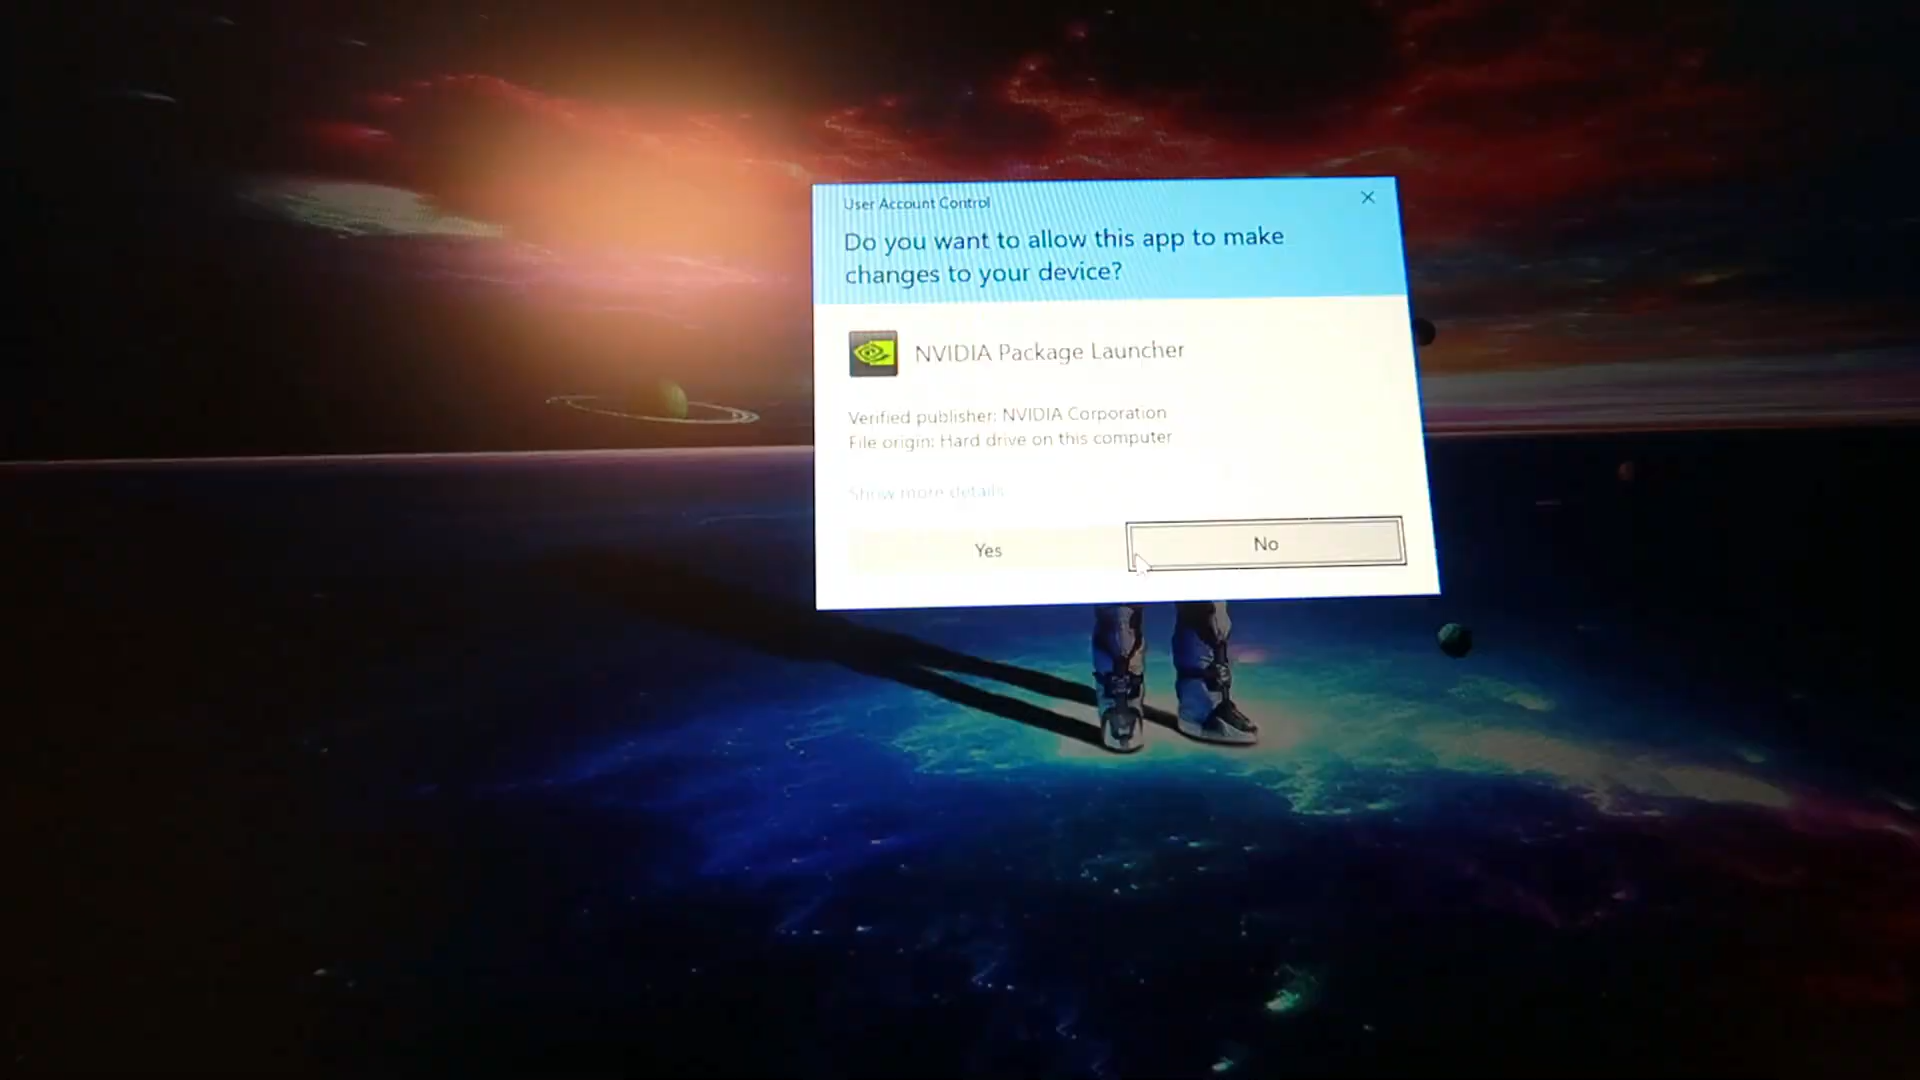 User Account Control
Do you want to allow this app to make
changes to your device?
NVIDIA Package Launcher
Verified publisher: NVIDIA Corporation
File origin: Hard drive on this computer
Show more details
Yes
No